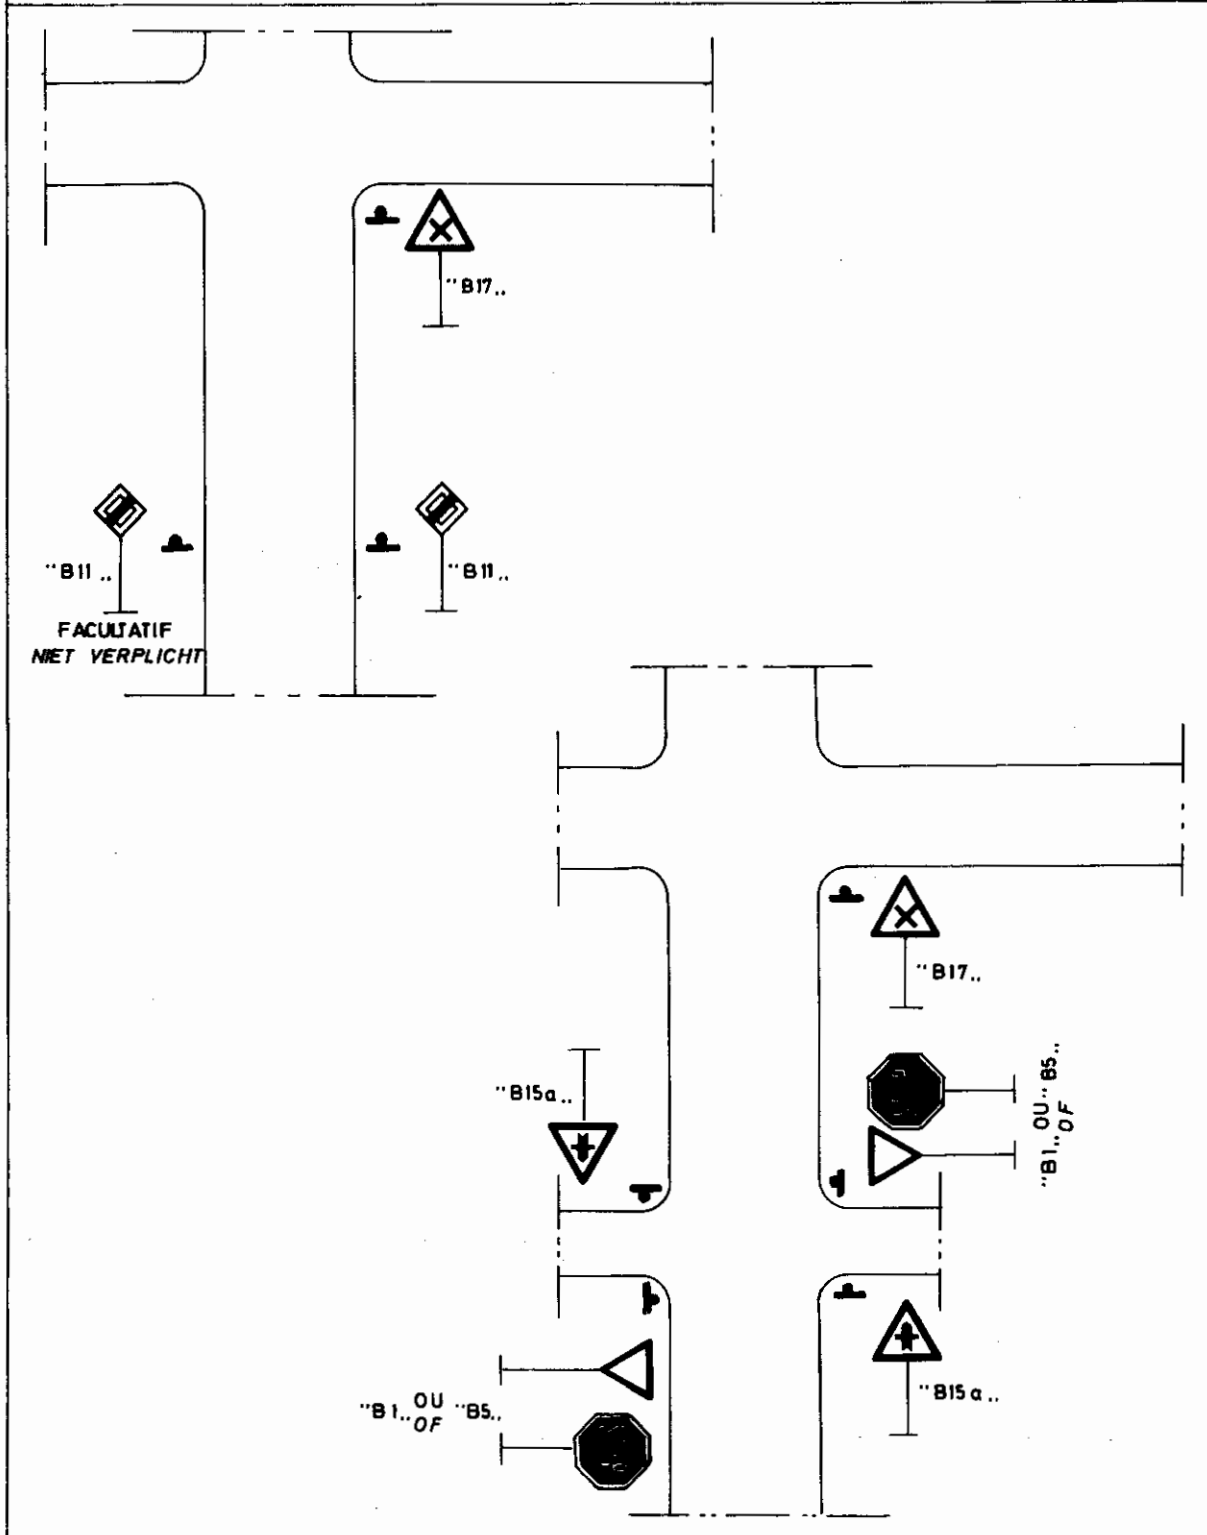 "B17„
"B11„
"B11„
FACULTATIF
NIET VERPLICHT
"B17„
"B15a„
"B1„ OU "B5„
OF
"B15a„
"B1„ OU "B5„
OF